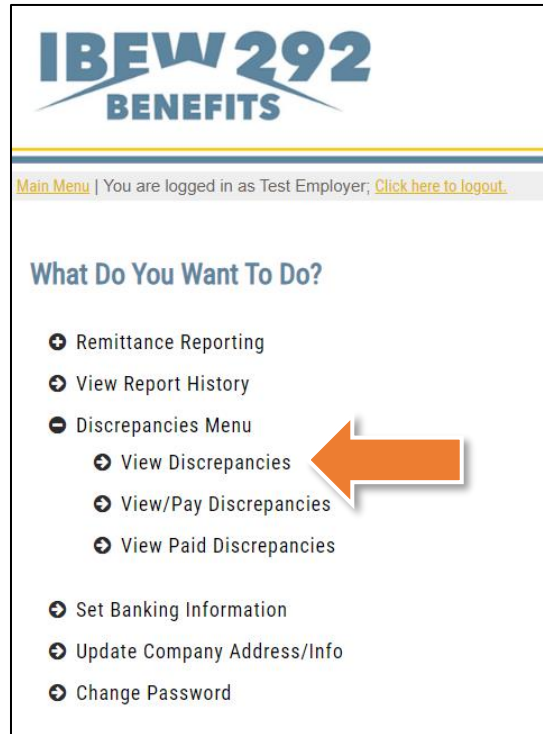 IBEW 292
BENEFITS
Main Menu | You are logged in as Test Employer; Click here to logout.
What Do You Want To Do?
Remittance Reporting
View Report History
Discrepancies Menu
View Discrepancies
View/Pay Discrepancies
View Paid Discrepancies
Set Banking Information
Update Company Address/Info
Change Password